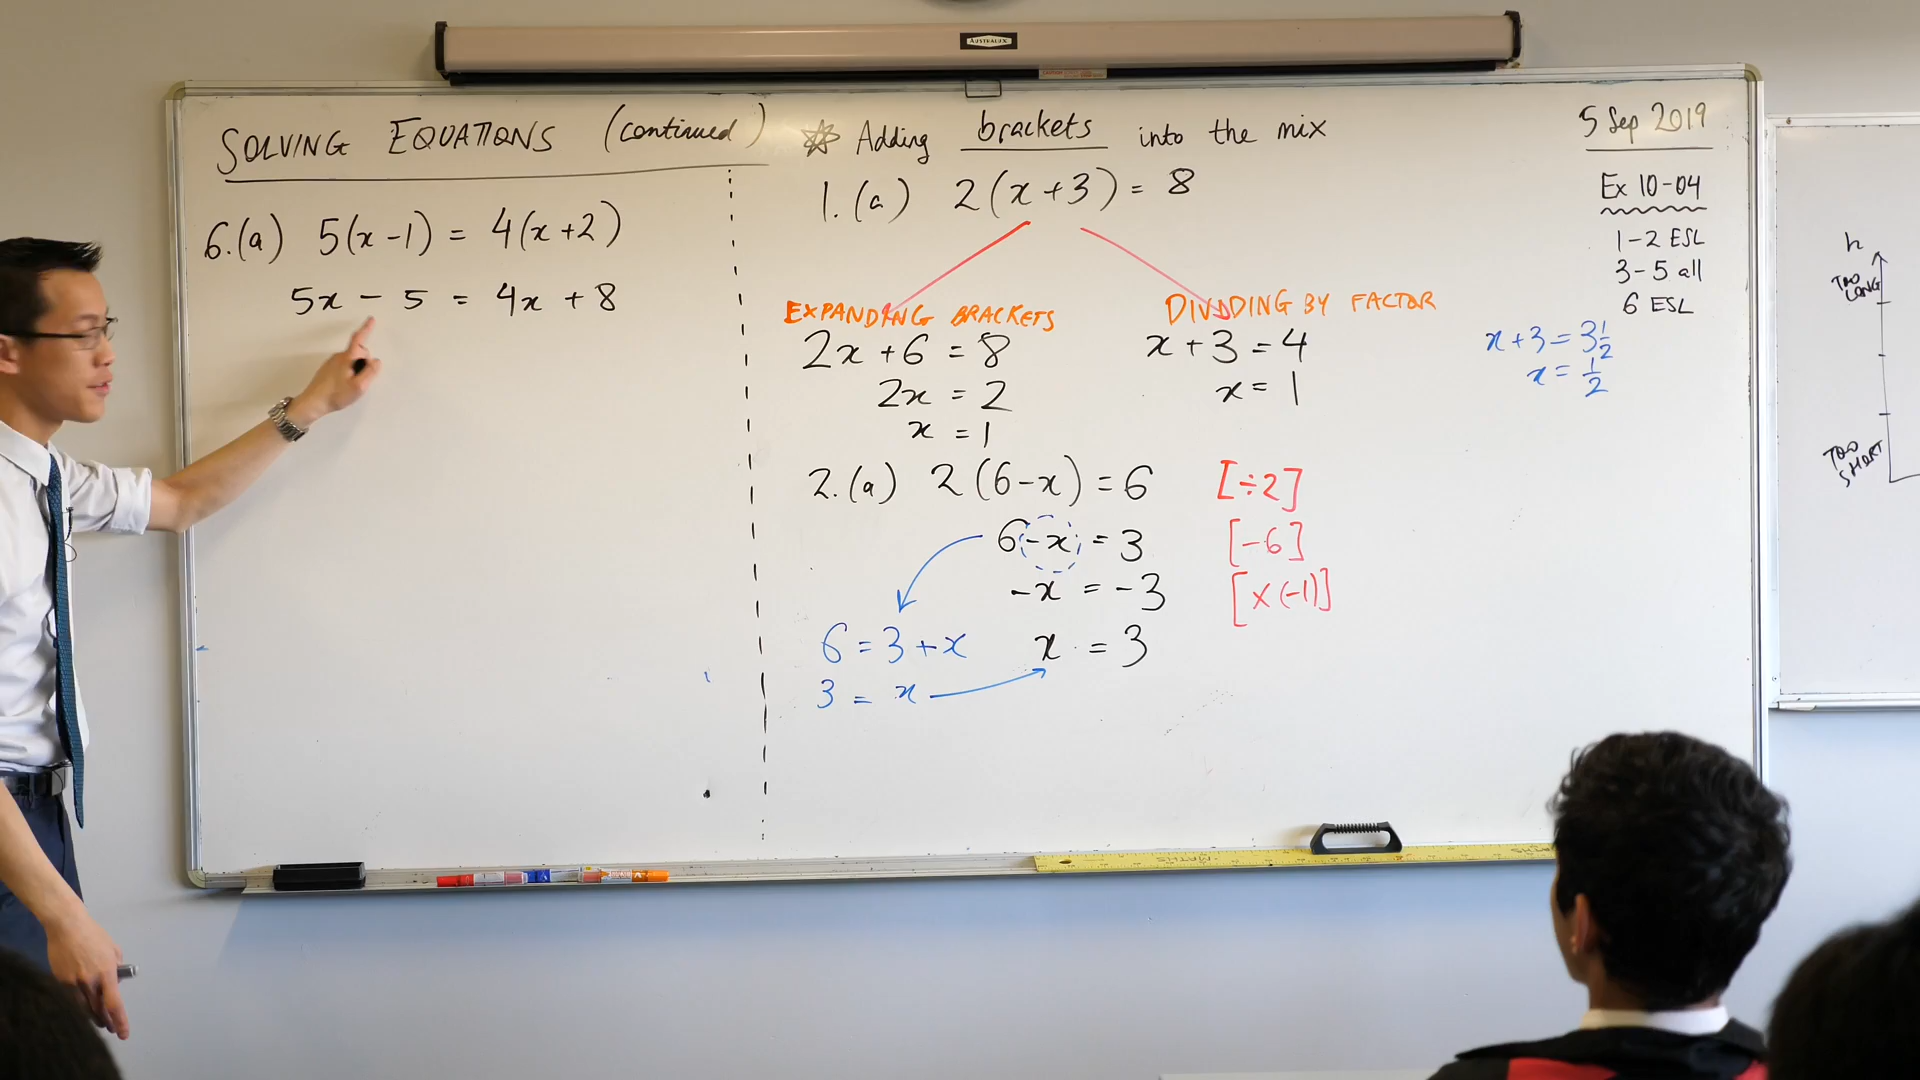 AUSTRALUX
SOLVING EQUATIONS (continued)
6.(a) 5(x-1) = 4(x+2)
5x - 5 = 4x + 8
☆ Adding brackets into the mix
1.(a) 2(x+3) = 8
EXPANDING BRACKETS
2x + 6 = 8
2x = 2
x = 1
DIVIDING BY FACTOR
x + 3 = 4
x = 1
2.(a) 2(6-x) = 6 [÷2]
6-x = 3 [-6]
-x = -3 [×(-1)]
x = 3
6 = 3 + x
3 = x
5 Sep 2019
Ex 10-04
1-2 ESL
3-5 all
6 ESL
x+3 = 3½
x = ½
h
TOO
LONG
TOO
SHORT
MATHS